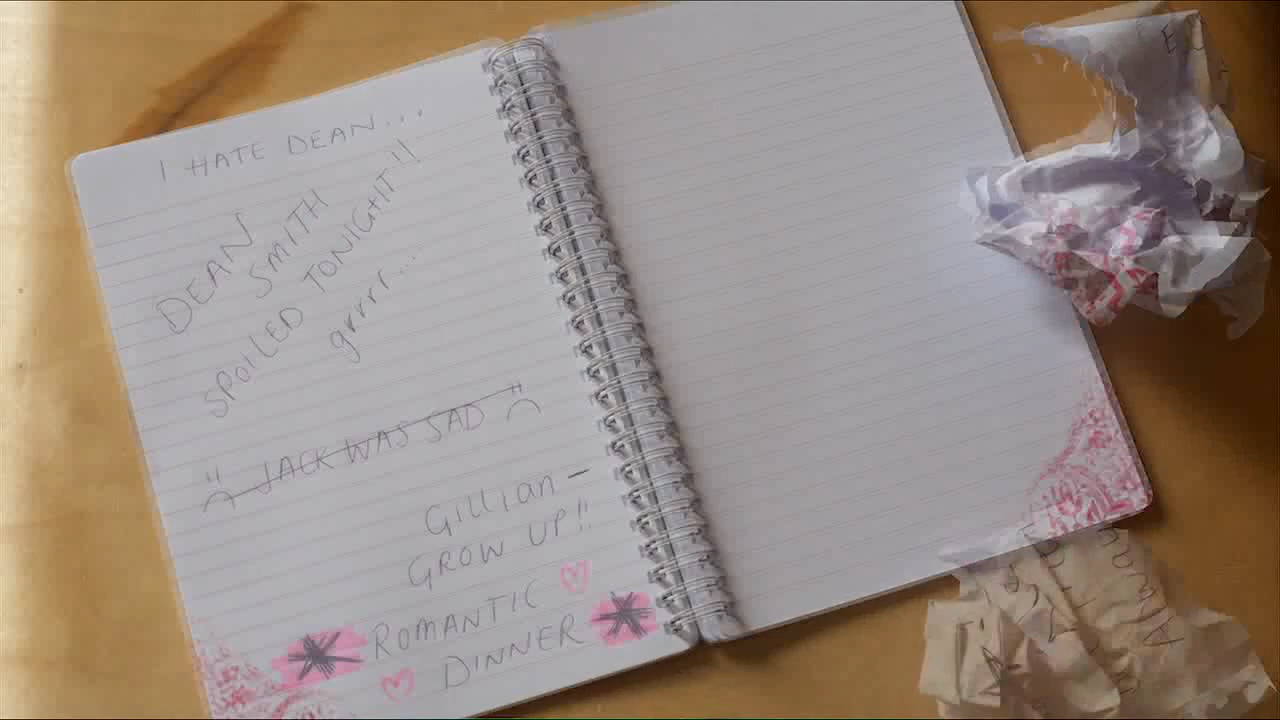 I HATE DEAN...
DEAN
SMITH
SPOILED TONIGHT!!
grrrr...
JACK WAS SAD
Gillian -
GROW UP!!
ROMANTIC
DINNER